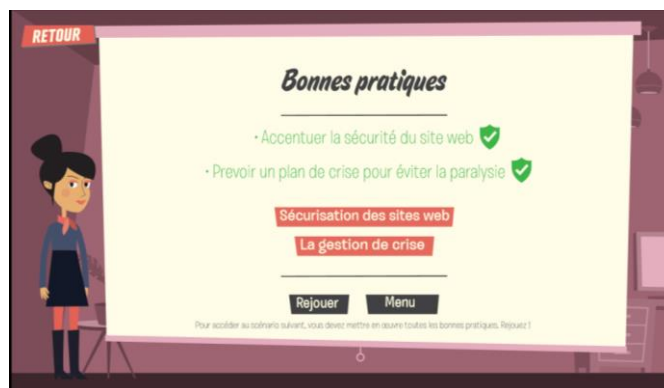 RETOUR
Bonnes pratiques
• Accentuer la sécurité du site web
• Prevoir un plan de crise pour éviter la paralysie
Sécurisation des sites web
La gestion de crise
Rejouer Menu
Pour accéder au scénario suivant, vous devez mettre en œuvre toutes les bonnes pratiques. Rejouez !